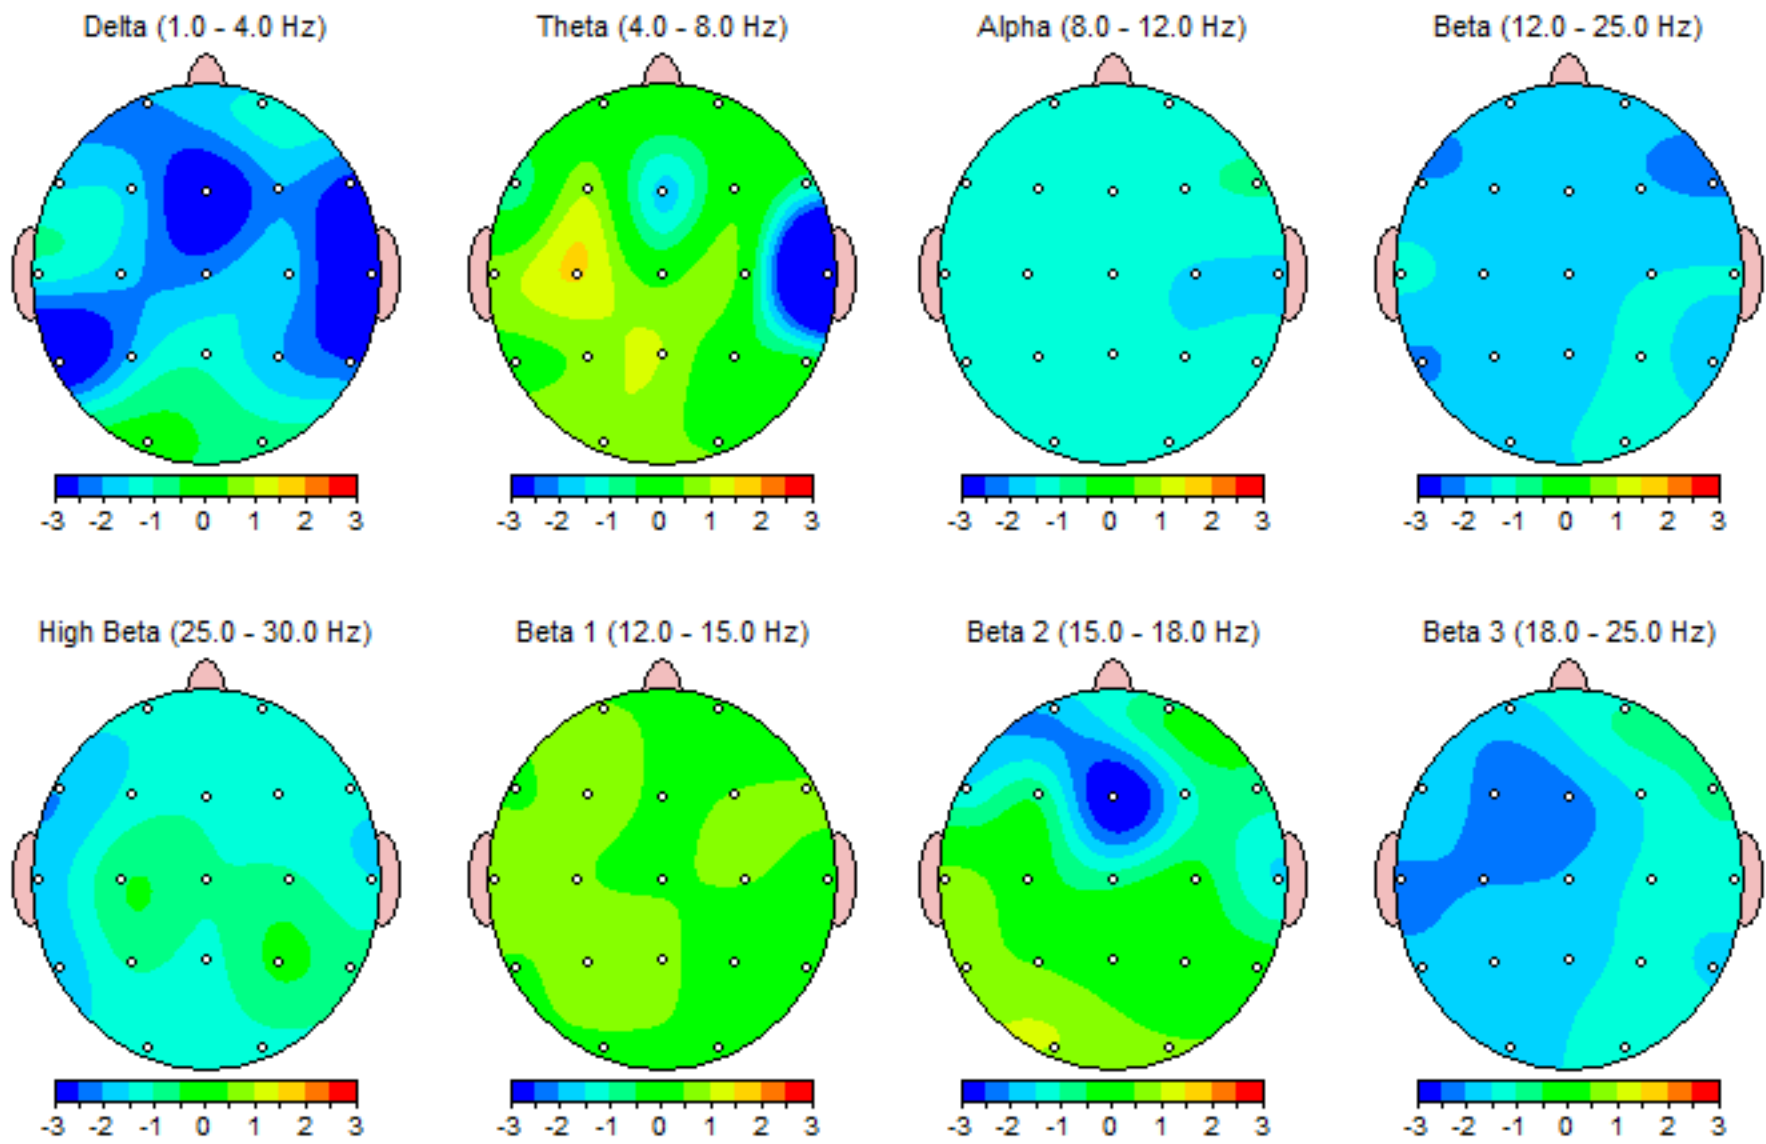 Delta (1.0 - 4.0 Hz)
Theta (4.0 - 8.0 Hz)
Alpha (8.0 - 12.0 Hz)
Beta (12.0 - 25.0 Hz)
-3 -2 -1 0 1 2 3
-3 -2 -1 0 1 2 3
-3 -2 -1 0 1 2 3
-3 -2 -1 0 1 2 3
High Beta (25.0 - 30.0 Hz)
Beta 1 (12.0 - 15.0 Hz)
Beta 2 (15.0 - 18.0 Hz)
Beta 3 (18.0 - 25.0 Hz)
-3 -2 -1 0 1 2 3
-3 -2 -1 0 1 2 3
-3 -2 -1 0 1 2 3
-3 -2 -1 0 1 2 3